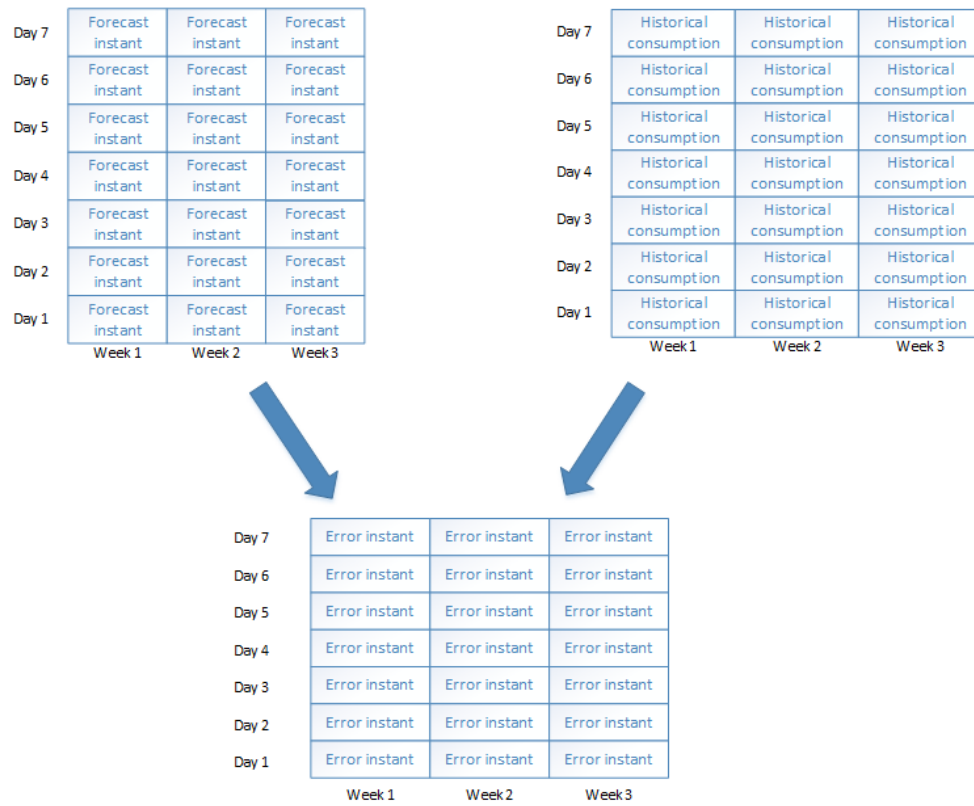 Day 7
Forecast instant
Forecast instant
Forecast instant
Day 6
Forecast instant
Forecast instant
Forecast instant
Day 5
Forecast instant
Forecast instant
Forecast instant
Day 4
Forecast instant
Forecast instant
Forecast instant
Day 3
Forecast instant
Forecast instant
Forecast instant
Day 2
Forecast instant
Forecast instant
Forecast instant
Day 1
Forecast instant
Forecast instant
Forecast instant
Week 1 Week 2 Week 3
Day 7
Historical consumption
Historical consumption
Historical consumption
Day 6
Historical consumption
Historical consumption
Historical consumption
Day 5
Historical consumption
Historical consumption
Historical consumption
Day 4
Historical consumption
Historical consumption
Historical consumption
Day 3
Historical consumption
Historical consumption
Historical consumption
Day 2
Historical consumption
Historical consumption
Historical consumption
Day 1
Historical consumption
Historical consumption
Historical consumption
Week 1 Week 2 Week 3
Day 7 Error instant Error instant Error instant
Day 6 Error instant Error instant Error instant
Day 5 Error instant Error instant Error instant
Day 4 Error instant Error instant Error instant
Day 3 Error instant Error instant Error instant
Day 2 Error instant Error instant Error instant
Day 1 Error instant Error instant Error instant
Week 1 Week 2 Week 3